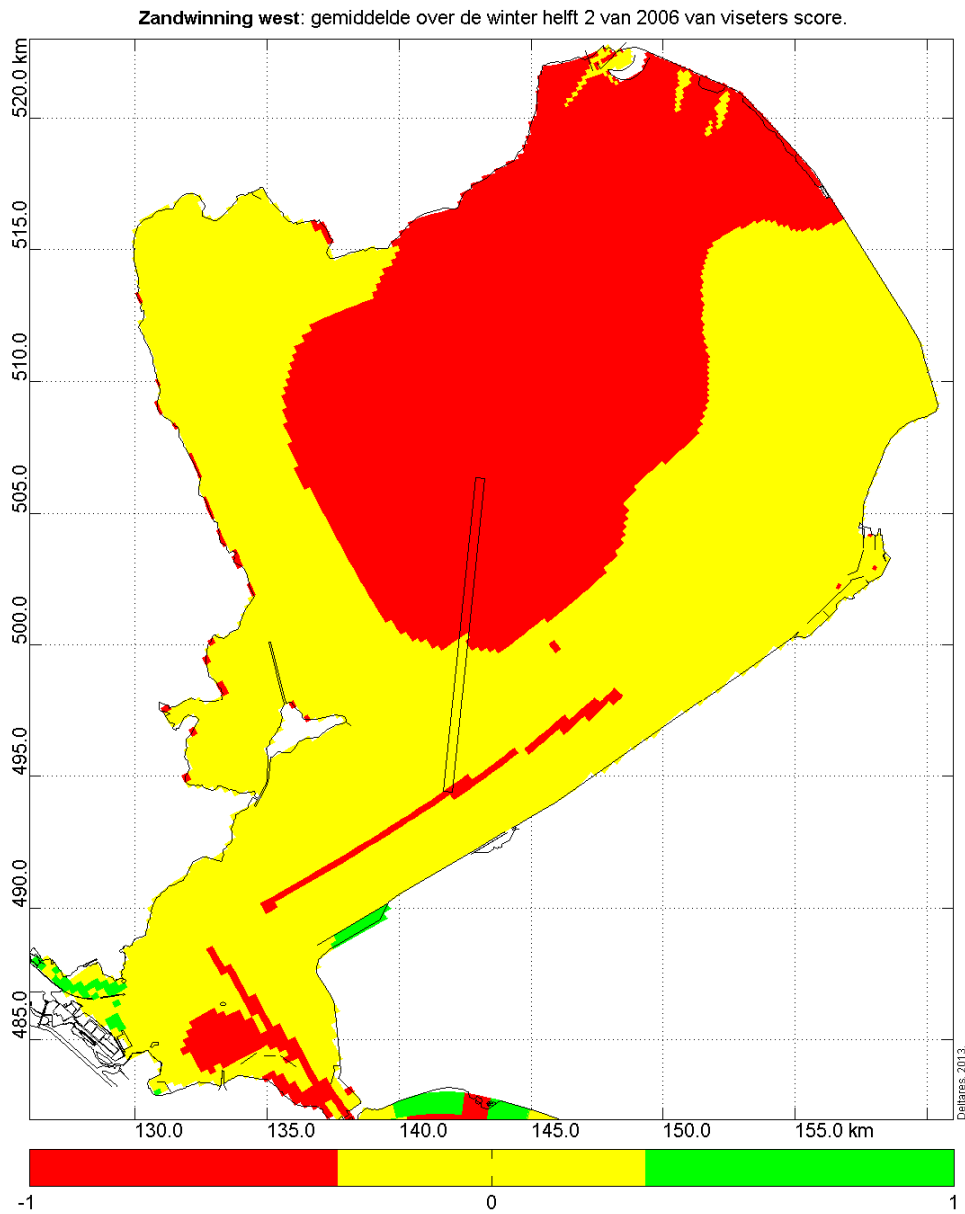 Zandwinning west: gemiddelde over de winter helft 2 van 2006 van viseters score.
520.0 km
515.0
510.0
505.0
500.0
495.0
490.0
485.0
130.0 135.0 140.0 145.0 150.0 155.0 km
Deltares, 2013.
-1 0 1